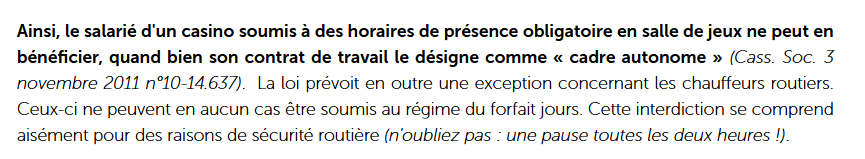 Ainsi, le salarié d'un casino soumis à des horaires de présence obligatoire en salle de jeux ne peut en
bénéficier, quand bien son contrat de travail le désigne comme « cadre autonome » (Cass. Soc. 3
novembre 2011 n°10-14.637). La loi prévoit en outre une exception concernant les chauffeurs routiers.
Ceux-ci ne peuvent en aucun cas être soumis au régime du forfait jours. Cette interdiction se comprend
aisément pour des raisons de sécurité routière (n'oubliez pas : une pause toutes les deux heures !).